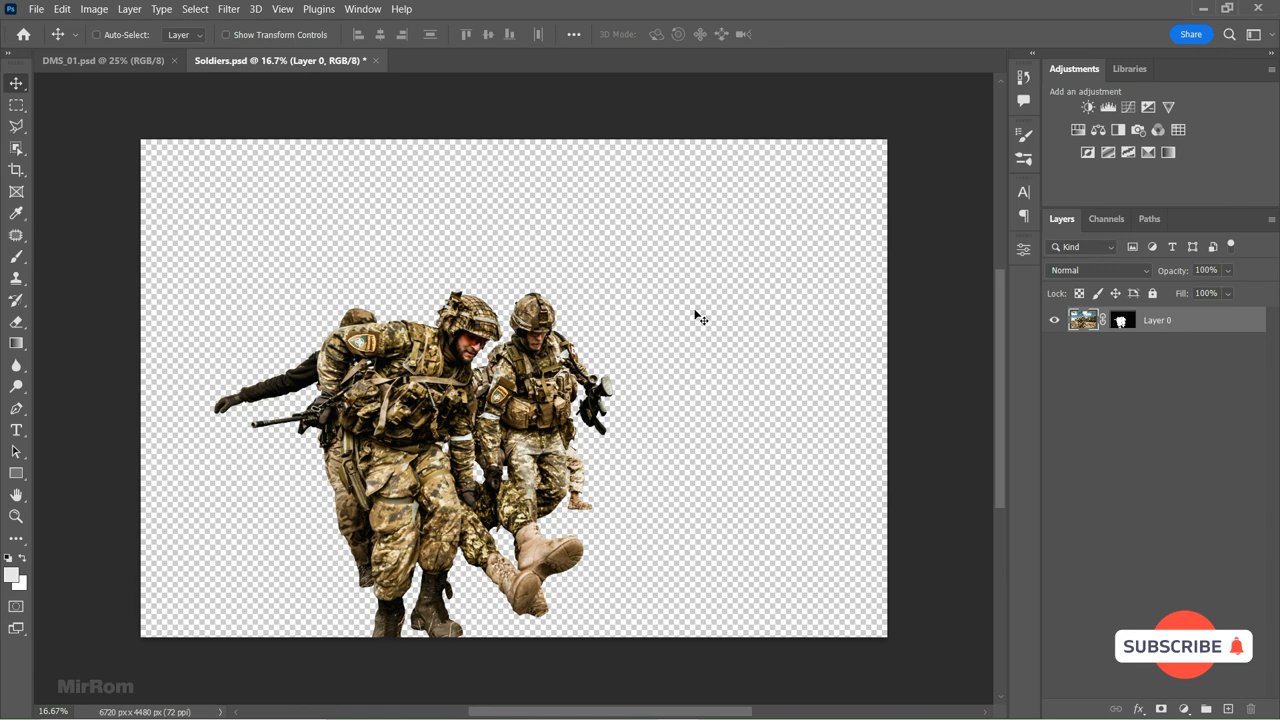 Ps File Edit Image Layer Type Select Filter 3D View Plugins Window Help
Auto-Select: Layer Show Transform Controls 3D Mode: Share
DMS_01.psd @ 25% (RGB/8) × Soldiers.psd @ 16.7% (Layer 0, RGB/8) * ×
Adjustments Libraries
Add an adjustment
Layers Channels Paths
Kind
Normal Opacity: 100%
Lock: Fill: 100%
Layer 0
SUBSCRIBE
MirRom
16.67% 6720 px x 4480 px (72 ppi)